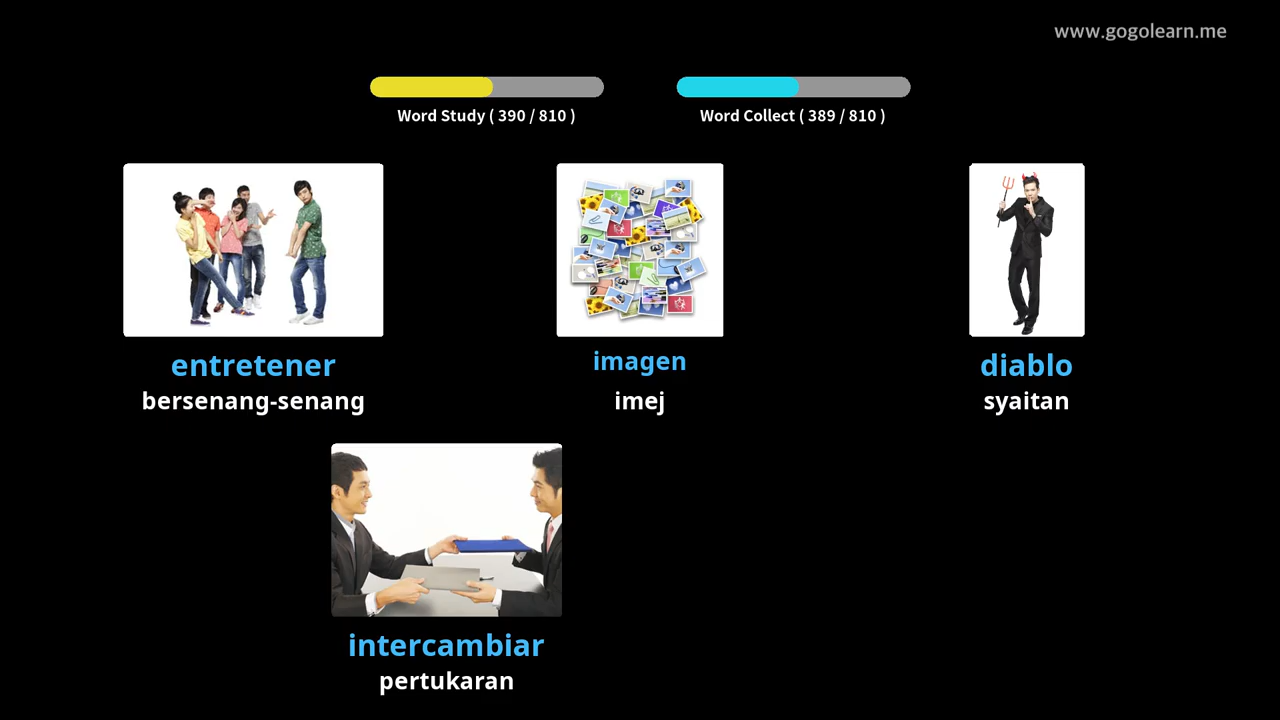 www.gogolearn.me
Word Study ( 390 / 810 )
Word Collect ( 389 / 810 )
entretener
bersenang-senang
imagen
imej
diablo
syaitan
intercambiar
pertukaran